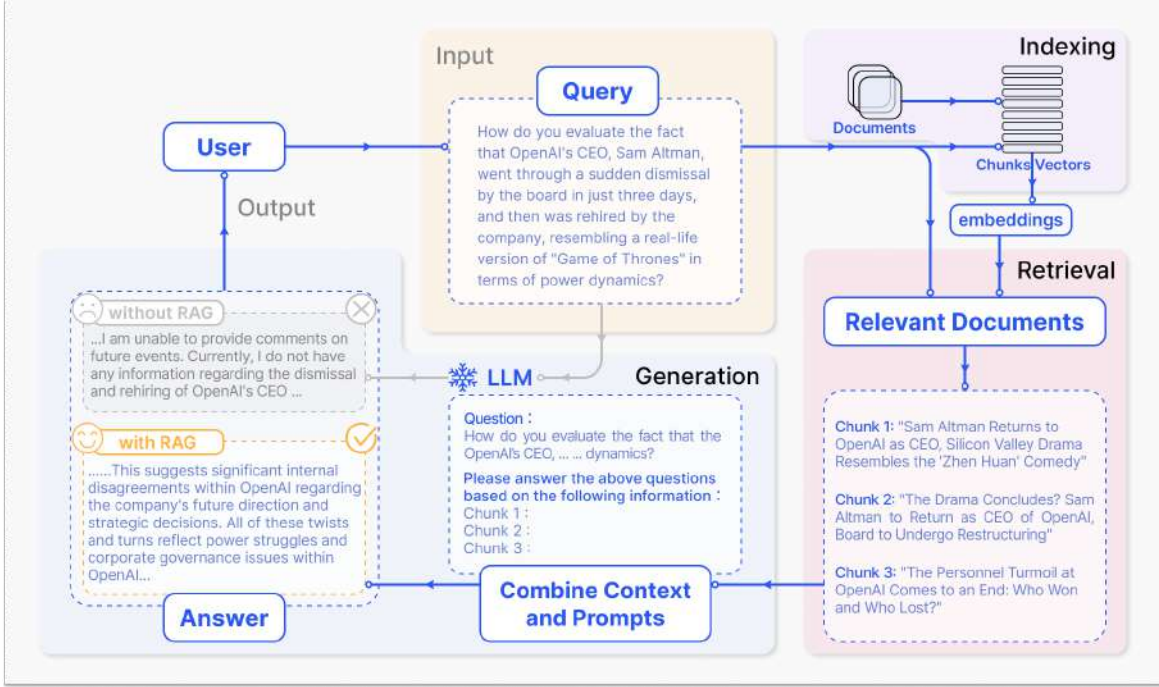 Input
Query
How do you evaluate the fact
that OpenAI's CEO, Sam Altman,
went through a sudden dismissal
by the board in just three days,
and then was rehired by the
company, resembling a real-life
version of "Game of Thrones" in
terms of power dynamics?
Indexing
Documents
Chunks Vectors
embeddings
User
Output
Retrieval
Relevant Documents
Chunk 1: "Sam Altman Returns to
OpenAI as CEO, Silicon Valley Drama
Resembles the 'Zhen Huan' Comedy"
Chunk 2: "The Drama Concludes? Sam
Altman to Return as CEO of OpenAI,
Board to Undergo Restructuring"
Chunk 3: "The Personnel Turmoil at
OpenAI Comes to an End: Who Won
and Who Lost?"
Generation
LLM
Question :
How do you evaluate the fact that the
OpenAI's CEO, ... ... dynamics?
Please answer the above questions
based on the following information :
Chunk 1 :
Chunk 2 :
Chunk 3 :
Combine Context
and Prompts
without RAG
...I am unable to provide comments on
future events. Currently, I do not have
any information regarding the dismissal
and rehiring of OpenAI's CEO ...
with RAG
......This suggests significant internal
disagreements within OpenAI regarding
the company's future direction and
strategic decisions. All of these twists
and turns reflect power struggles and
corporate governance issues within
OpenAI...
Answer